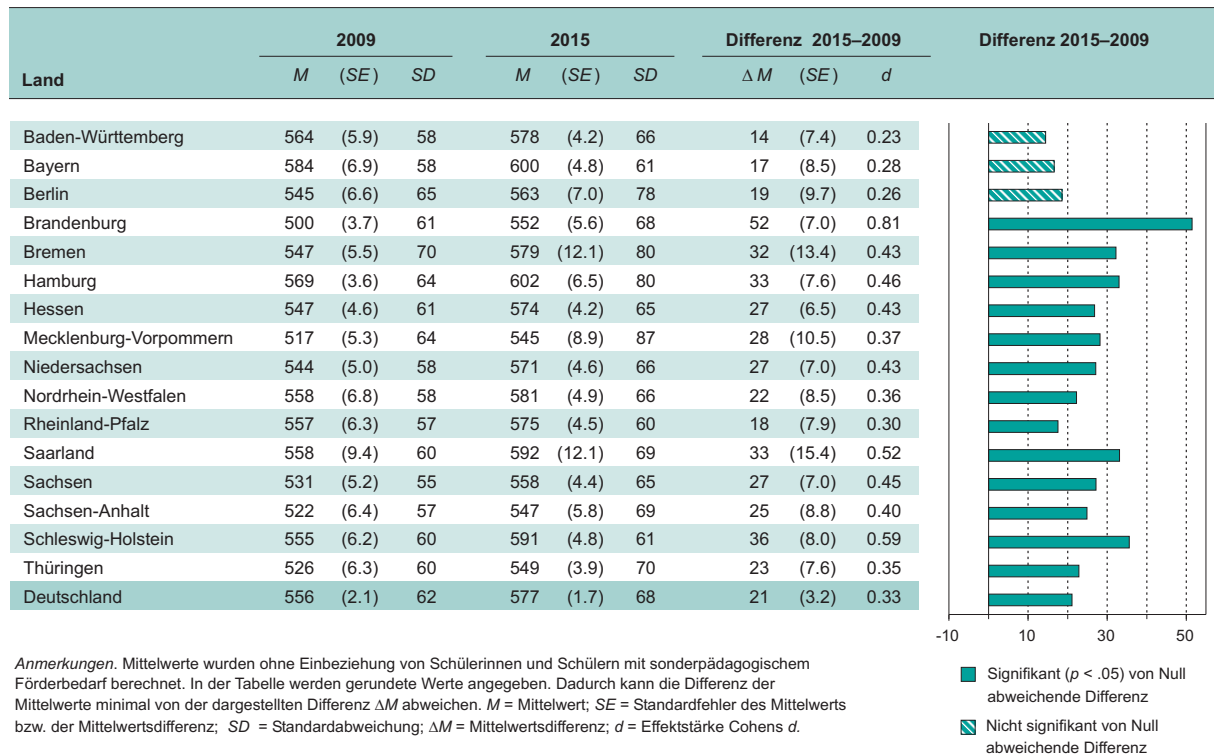 2009 2015 Differenz 2015–2009 Differenz 2015–2009
Land M (SE) SD M (SE) SD Δ M (SE) d
Baden-Württemberg 564 (5.9) 58 578 (4.2) 66 14 (7.4) 0.23
Bayern 584 (6.9) 58 600 (4.8) 61 17 (8.5) 0.28
Berlin 545 (6.6) 65 563 (7.0) 78 19 (9.7) 0.26
Brandenburg 500 (3.7) 61 552 (5.6) 68 52 (7.0) 0.81
Bremen 547 (5.5) 70 579 (12.1) 80 32 (13.4) 0.43
Hamburg 569 (3.6) 64 602 (6.5) 80 33 (7.6) 0.46
Hessen 547 (4.6) 61 574 (4.2) 65 27 (6.5) 0.43
Mecklenburg-Vorpommern 517 (5.3) 64 545 (8.9) 87 28 (10.5) 0.37
Niedersachsen 544 (5.0) 58 571 (4.6) 66 27 (7.0) 0.43
Nordrhein-Westfalen 558 (6.8) 58 581 (4.9) 66 22 (8.5) 0.36
Rheinland-Pfalz 557 (6.3) 57 575 (4.5) 60 18 (7.9) 0.30
Saarland 558 (9.4) 60 592 (12.1) 69 33 (15.4) 0.52
Sachsen 531 (5.2) 55 558 (4.4) 65 27 (7.0) 0.45
Sachsen-Anhalt 522 (6.4) 57 547 (5.8) 69 25 (8.8) 0.40
Schleswig-Holstein 555 (6.2) 60 591 (4.8) 61 36 (8.0) 0.59
Thüringen 526 (6.3) 60 549 (3.9) 70 23 (7.6) 0.35
Deutschland 556 (2.1) 62 577 (1.7) 68 21 (3.2) 0.33
-10 10 30 50
Anmerkungen. Mittelwerte wurden ohne Einbeziehung von Schülerinnen und Schülern mit sonderpädagogischem
Förderbedarf berechnet. In der Tabelle werden gerundete Werte angegeben. Dadurch kann die Differenz der
Mittelwerte minimal von der dargestellten Differenz ΔM abweichen. M = Mittelwert; SE = Standardfehler des Mittelwerts
bzw. der Mittelwertsdifferenz; SD = Standardabweichung; ΔM = Mittelwertsdifferenz; d = Effektstärke Cohens d.
Signifikant (p < .05) von Null
abweichende Differenz
Nicht signifikant von Null
abweichende Differenz